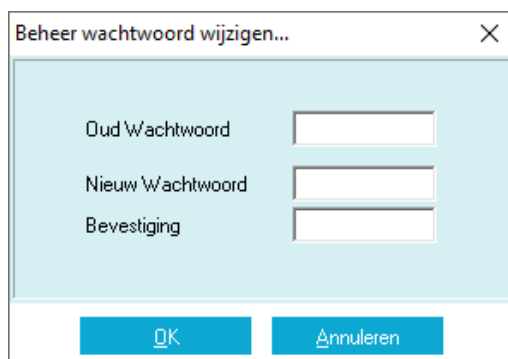 Beheer wachtwoord wijzigen...
Oud Wachtwoord
Nieuw Wachtwoord
Bevestiging
OK Annuleren